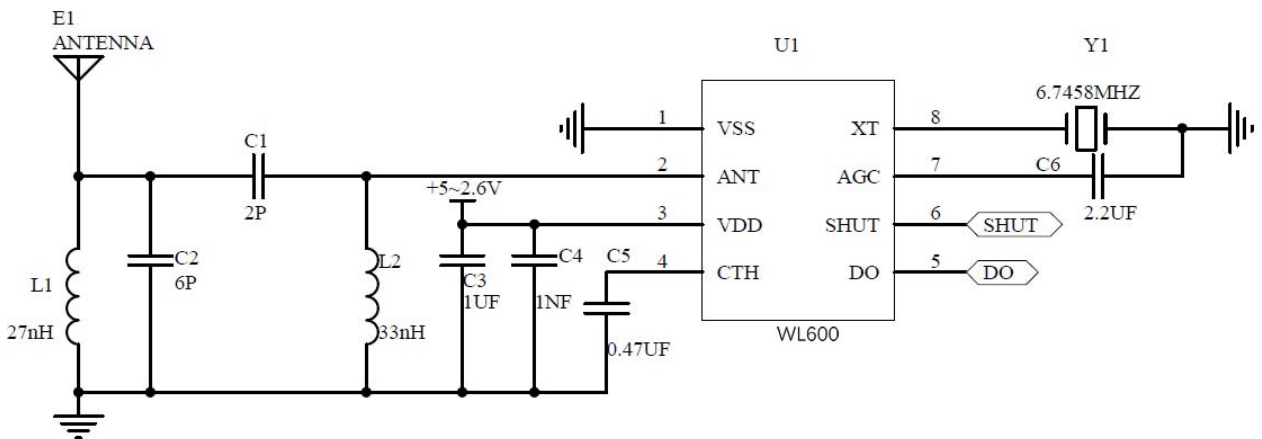 E1
ANTENNA
U1
Y1
6.7458MHZ
C1
2P
1
VSS
XT
8
2
ANT
AGC
7
C6
2.2UF
+5~2.6V
3
VDD
SHUT
6
SHUT
C5
4
CTH
DO
5
DO
WL600
L1
27nH
C2
6P
L2
33nH
C3
1UF
C4
1NF
0.47UF